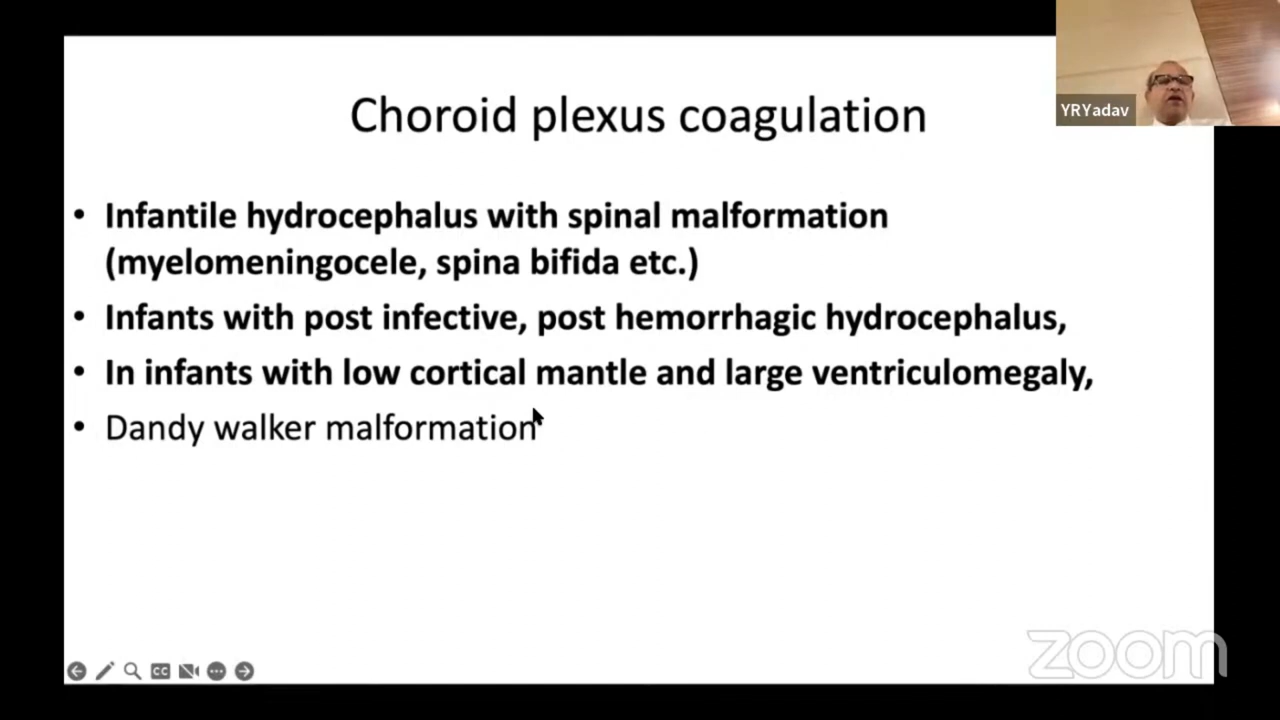 Choroid plexus coagulation
YRYadav
• Infantile hydrocephalus with spinal malformation
(myelomeningocele, spina bifida etc.)
• Infants with post infective, post hemorrhagic hydrocephalus,
• In infants with low cortical mantle and large ventriculomegaly,
• Dandy walker malformation
CC
zoom